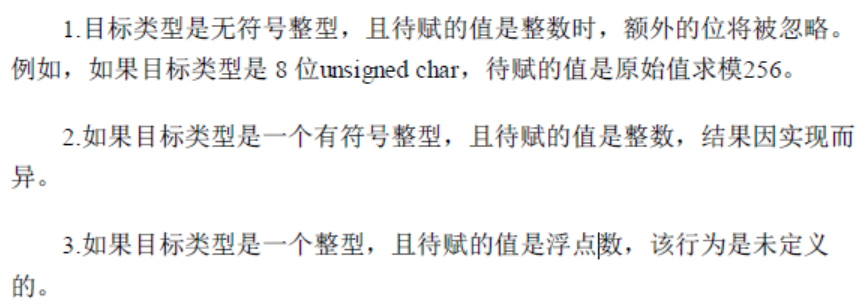 1.目标类型是无符号整型，且待赋的值是整数时，额外的位将被忽略。
例如，如果目标类型是 8 位unsigned char，待赋的值是原始值求模256。
2.如果目标类型是一个有符号整型，且待赋的值是整数，结果因实现而
异。
3.如果目标类型是一个整型，且待赋的值是浮点数，该行为是未定义
的。